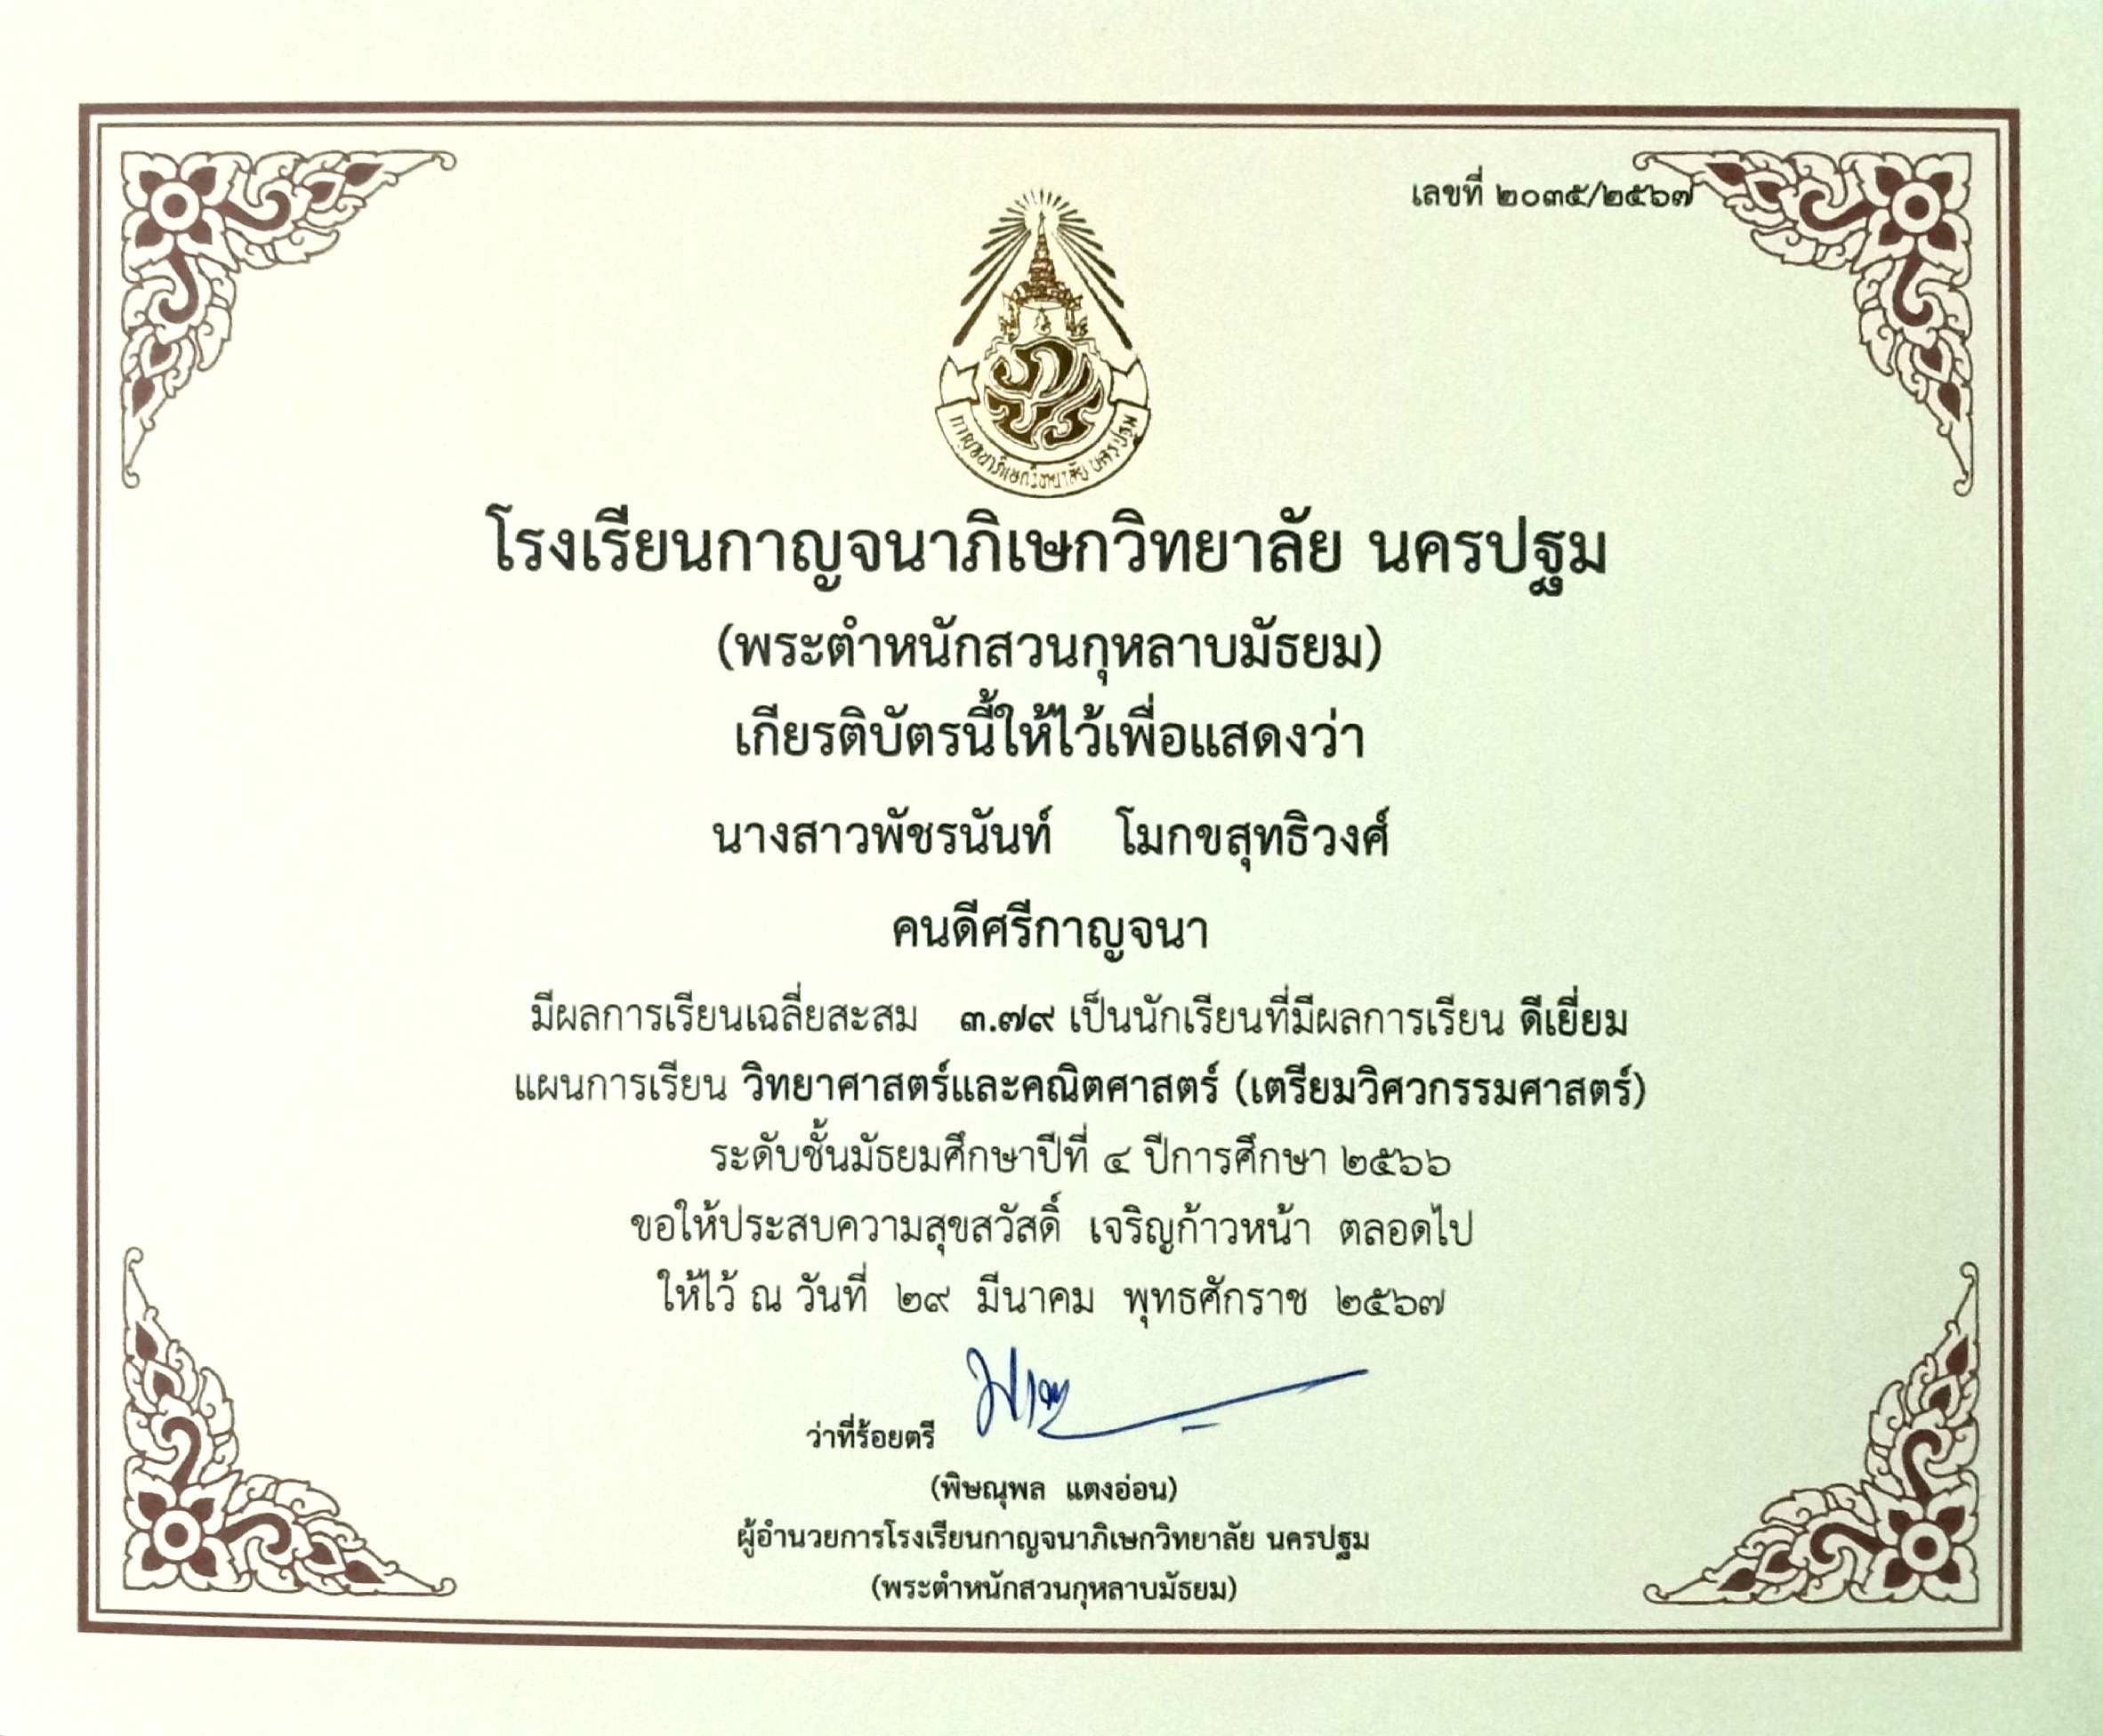 เลขที่ ๒๐๓๕/๒๕๖๗
กาญจนาภิเษกวิทยาลัย นครปฐม
โรงเรียนกาญจนาภิเษกวิทยาลัย นครปฐม
(พระตำหนักสวนกุหลาบมัธยม)
เกียรติบัตรนี้ให้ไว้เพื่อแสดงว่า
นางสาวพัชรนันท์ โมกขสุทธิวงศ์
คนดีศรีกาญจนา
มีผลการเรียนเฉลี่ยสะสม ๓.๗๙ เป็นนักเรียนที่มีผลการเรียน ดีเยี่ยม
แผนการเรียน วิทยาศาสตร์และคณิตศาสตร์ (เตรียมวิศวกรรมศาสตร์)
ระดับชั้นมัธยมศึกษาปีที่ ๔ ปีการศึกษา ๒๕๖๖
ขอให้ประสบความสุขสวัสดิ์ เจริญก้าวหน้า ตลอดไป
ให้ไว้ ณ วันที่ ๒๙ มีนาคม พุทธศักราช ๒๕๖๗
ว่าที่ร้อยตรี
(พิษณุพล แตงอ่อน)
ผู้อำนวยการโรงเรียนกาญจนาภิเษกวิทยาลัย นครปฐม
(พระตำหนักสวนกุหลาบมัธยม)